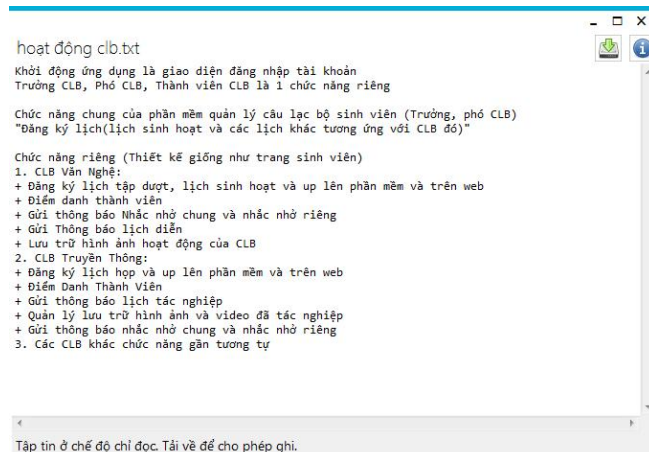 hoạt động clb.txt
Khởi động ứng dụng là giao diện đăng nhập tài khoản
Trưởng CLB, Phó CLB, Thành viên CLB là 1 chức năng riêng
Chức năng chung của phần mềm quản lý câu lạc bộ sinh viên (Trưởng, phó CLB)
"Đăng ký lịch(lịch sinh hoạt và các lịch khác tương ứng với CLB đó)"
Chức năng riêng (Thiết kế giống như trang sinh viên)
1. CLB Văn Nghệ:
+ Đăng ký lịch tập dượt, lịch sinh hoạt và up lên phần mềm và trên web
+ Điểm danh thành viên
+ Gửi thông báo Nhắc nhở chung và nhắc nhở riêng
+ Gửi Thông báo lịch diễn
+ Lưu trữ hình ảnh hoạt động của CLB
2. CLB Truyền Thông:
+ Đăng ký lịch họp và up lên phần mềm và trên web
+ Điểm Danh Thành Viên
+ Gửi thông báo lịch tác nghiệp
+ Quản lý lưu trữ hình ảnh và video đã tác nghiệp
+ Gửi thông báo nhắc nhở chung và nhắc nhở riêng
3. Các CLB khác chức năng gần tương tự
Tập tin ở chế độ chỉ đọc. Tải về để cho phép ghi.